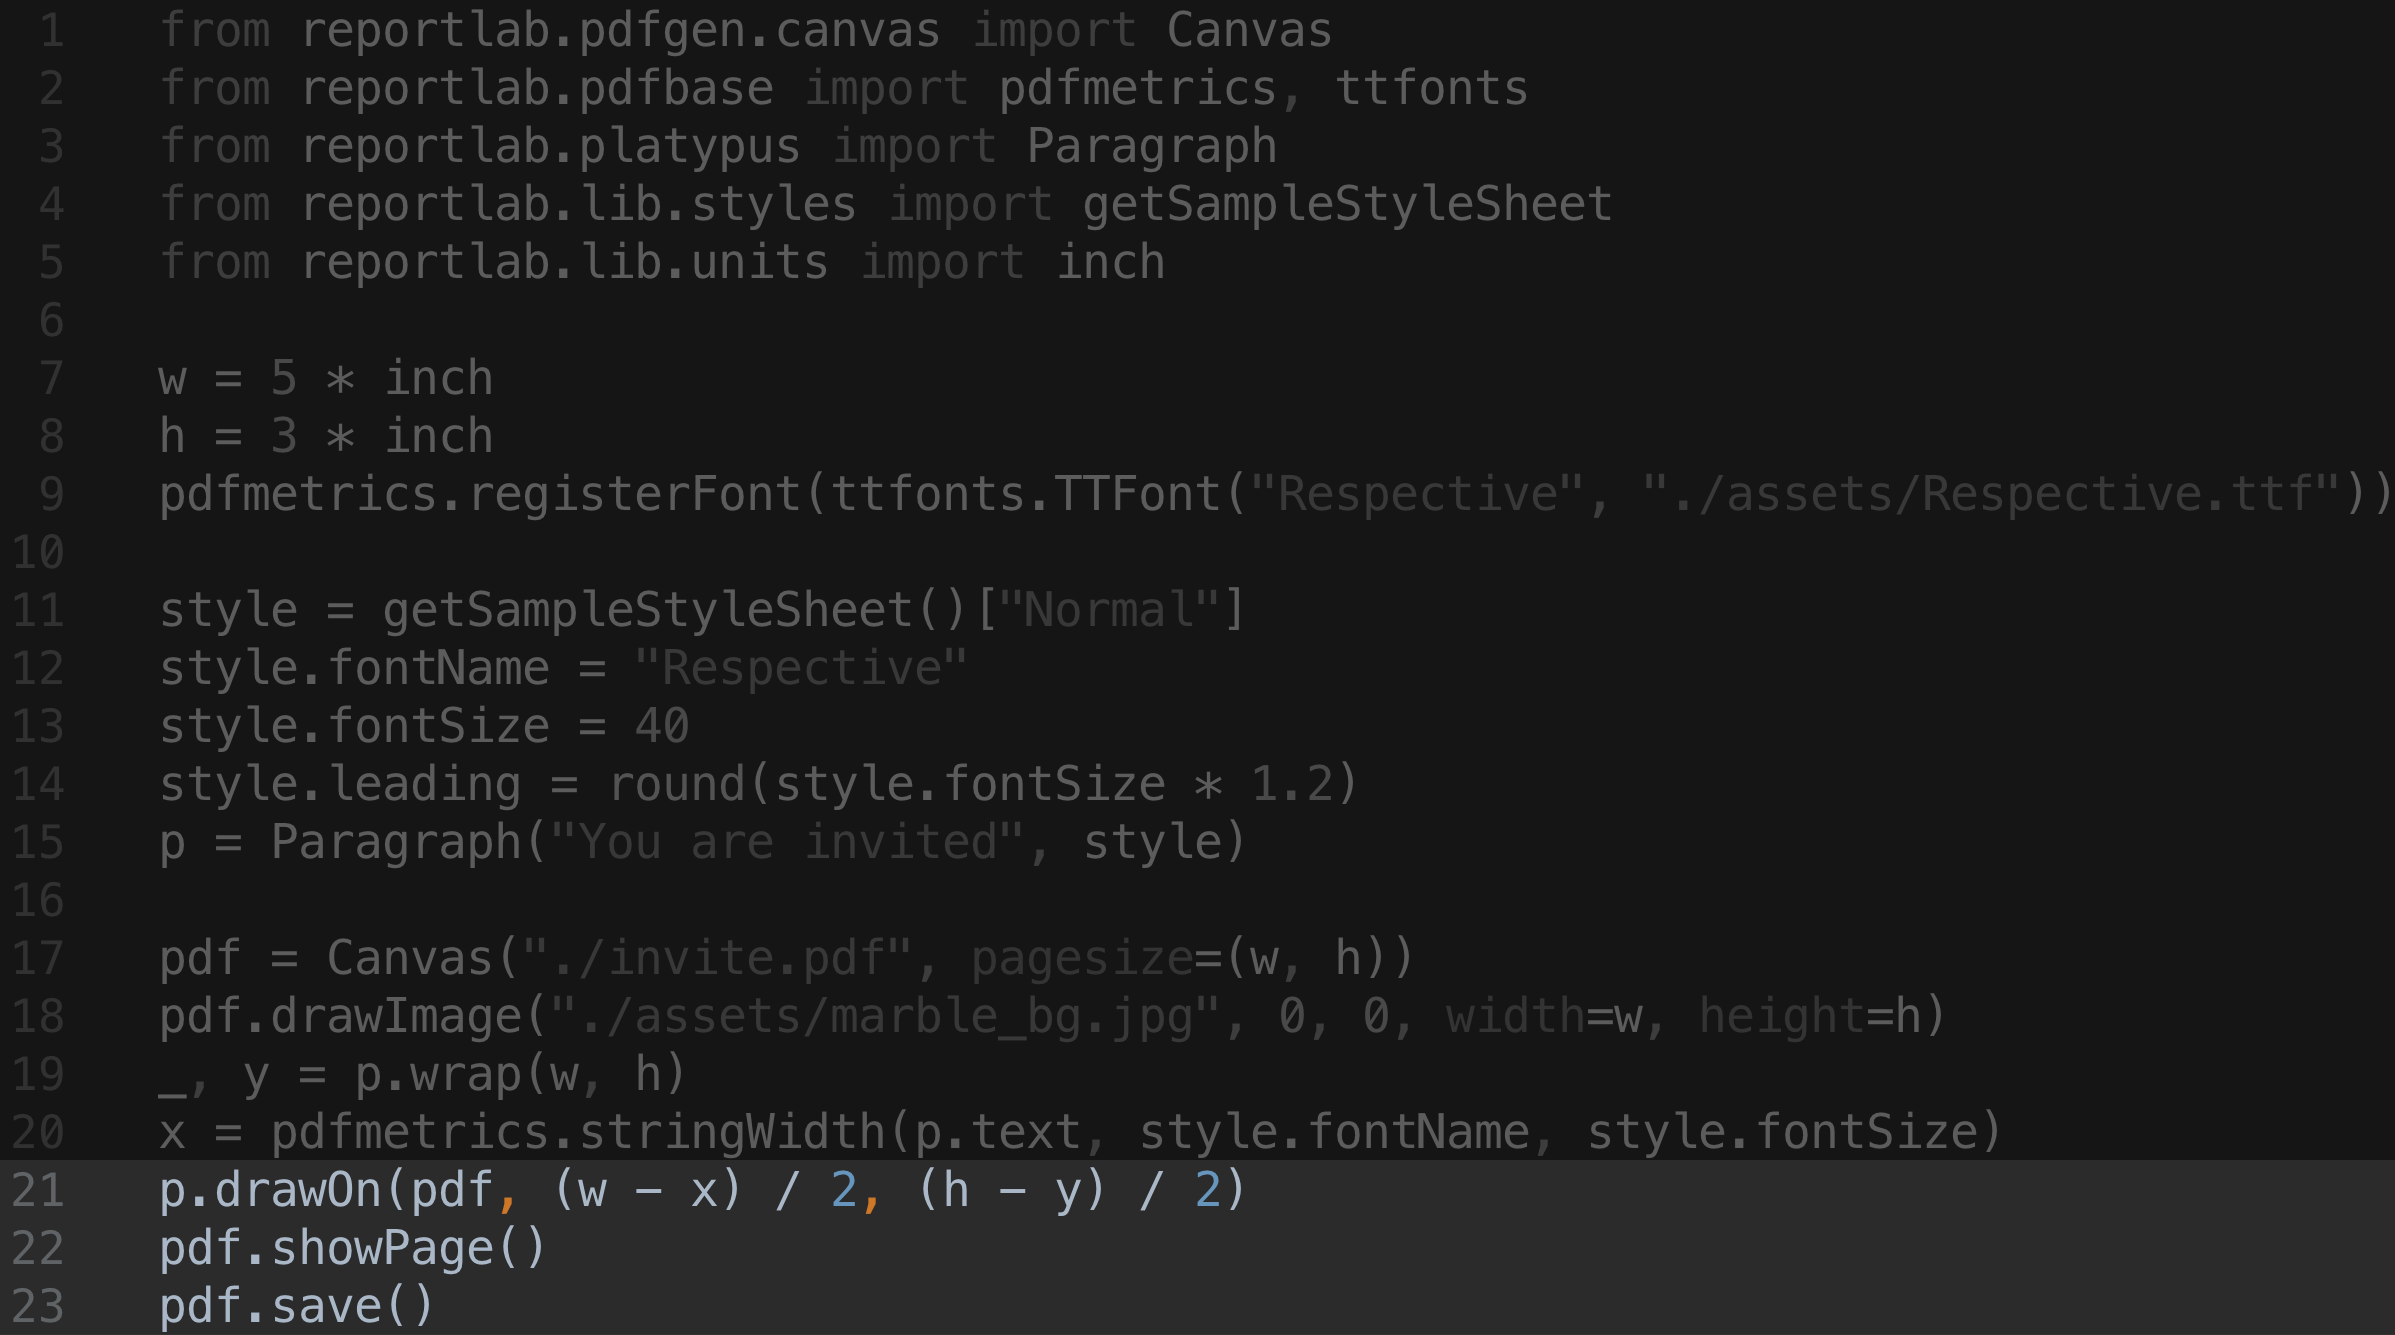 1 from reportlab.pdfgen.canvas import Canvas
2 from reportlab.pdfbase import pdfmetrics, ttfonts
3 from reportlab.platypus import Paragraph
4 from reportlab.lib.styles import getSampleStyleSheet
5 from reportlab.lib.units import inch
6
7 w = 5 * inch
8 h = 3 * inch
9 pdfmetrics.registerFont(ttfonts.TTFont("Respective", "./assets/Respective.ttf"))
10
11 style = getSampleStyleSheet()["Normal"]
12 style.fontName = "Respective"
13 style.fontSize = 40
14 style.leading = round(style.fontSize * 1.2)
15 p = Paragraph("You are invited", style)
16
17 pdf = Canvas("./invite.pdf", pagesize=(w, h))
18 pdf.drawImage("./assets/marble_bg.jpg", 0, 0, width=w, height=h)
19 _, y = p.wrap(w, h)
20 x = pdfmetrics.stringWidth(p.text, style.fontName, style.fontSize)
21 p.drawOn(pdf, (w - x) / 2, (h - y) / 2)
22 pdf.showPage()
23 pdf.save()